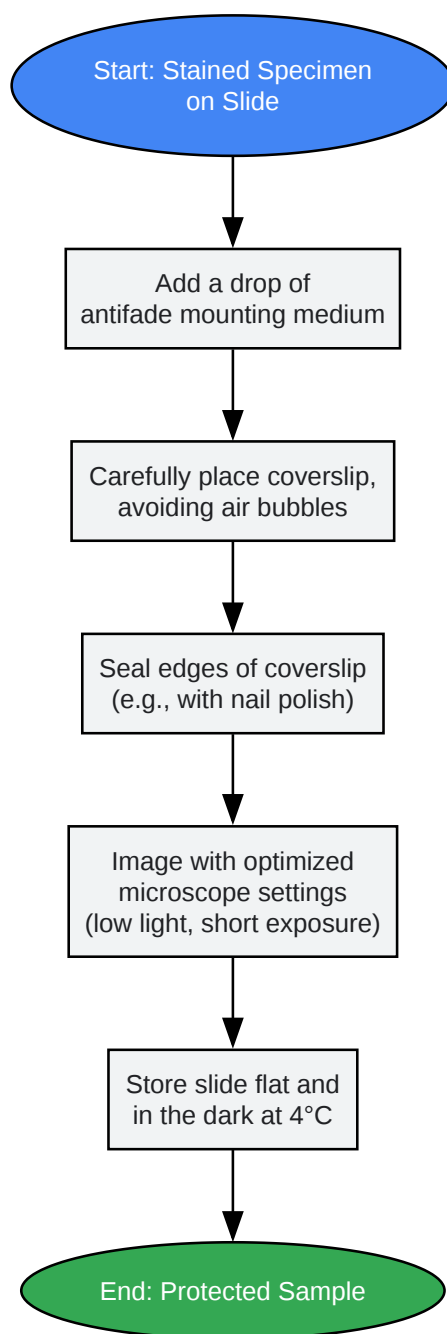 Start: Stained Specimen
on Slide
Add a drop of
antifade mounting medium
Carefully place coverslip,
avoiding air bubbles
Seal edges of coverslip
(e.g., with nail polish)
Image with optimized
microscope settings
(low light, short exposure)
Store slide flat and
in the dark at 4°C
End: Protected Sample